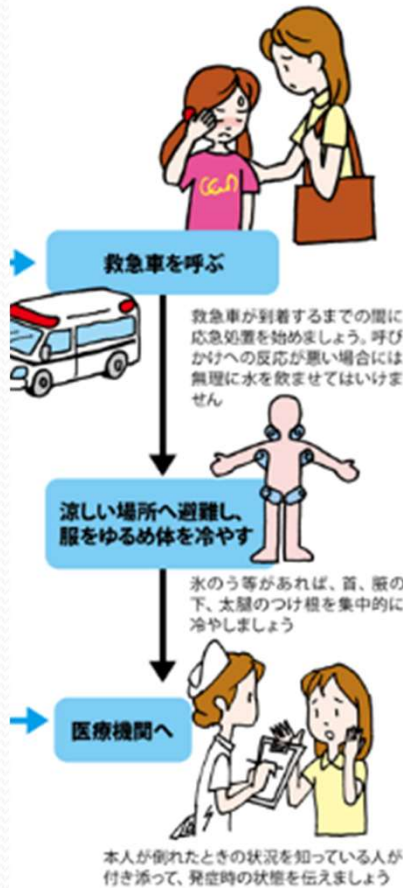 救急車を呼ぶ
救急車が到着するまでの間に
応急処置を始めましょう。呼び
かけへの反応が悪い場合には
無理に水を飲ませてはいけま
せん
涼しい場所へ避難し、
服をゆるめ体を冷やす
氷のう等があれば、首、腋の
下、太腿のつけ根を集中的に
冷やしましょう
医療機関へ
本人が倒れたときの状況を知っている人が
付き添って、発症時の状態を伝えましょう